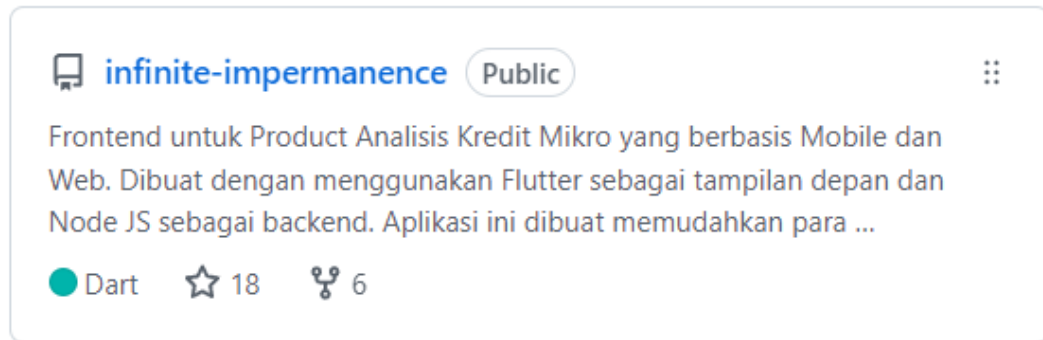 infinite-impermanence Public
Frontend untuk Product Analisis Kredit Mikro yang berbasis Mobile dan
Web. Dibuat dengan menggunakan Flutter sebagai tampilan depan dan
Node JS sebagai backend. Aplikasi ini dibuat memudahkan para ...
Dart 18 6